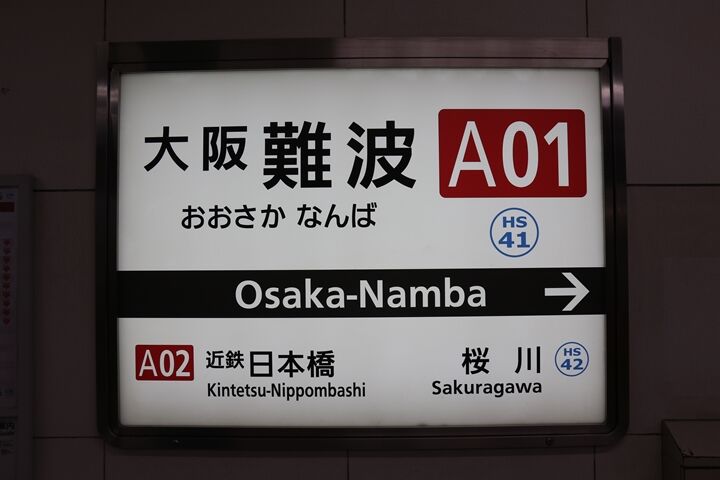 大阪難波 A01
おおさか なんば
HS
41
Osaka-Namba →
A02 近鉄日本橋
Kintetsu-Nippombashi
桜川 HS
42
Sakuragawa